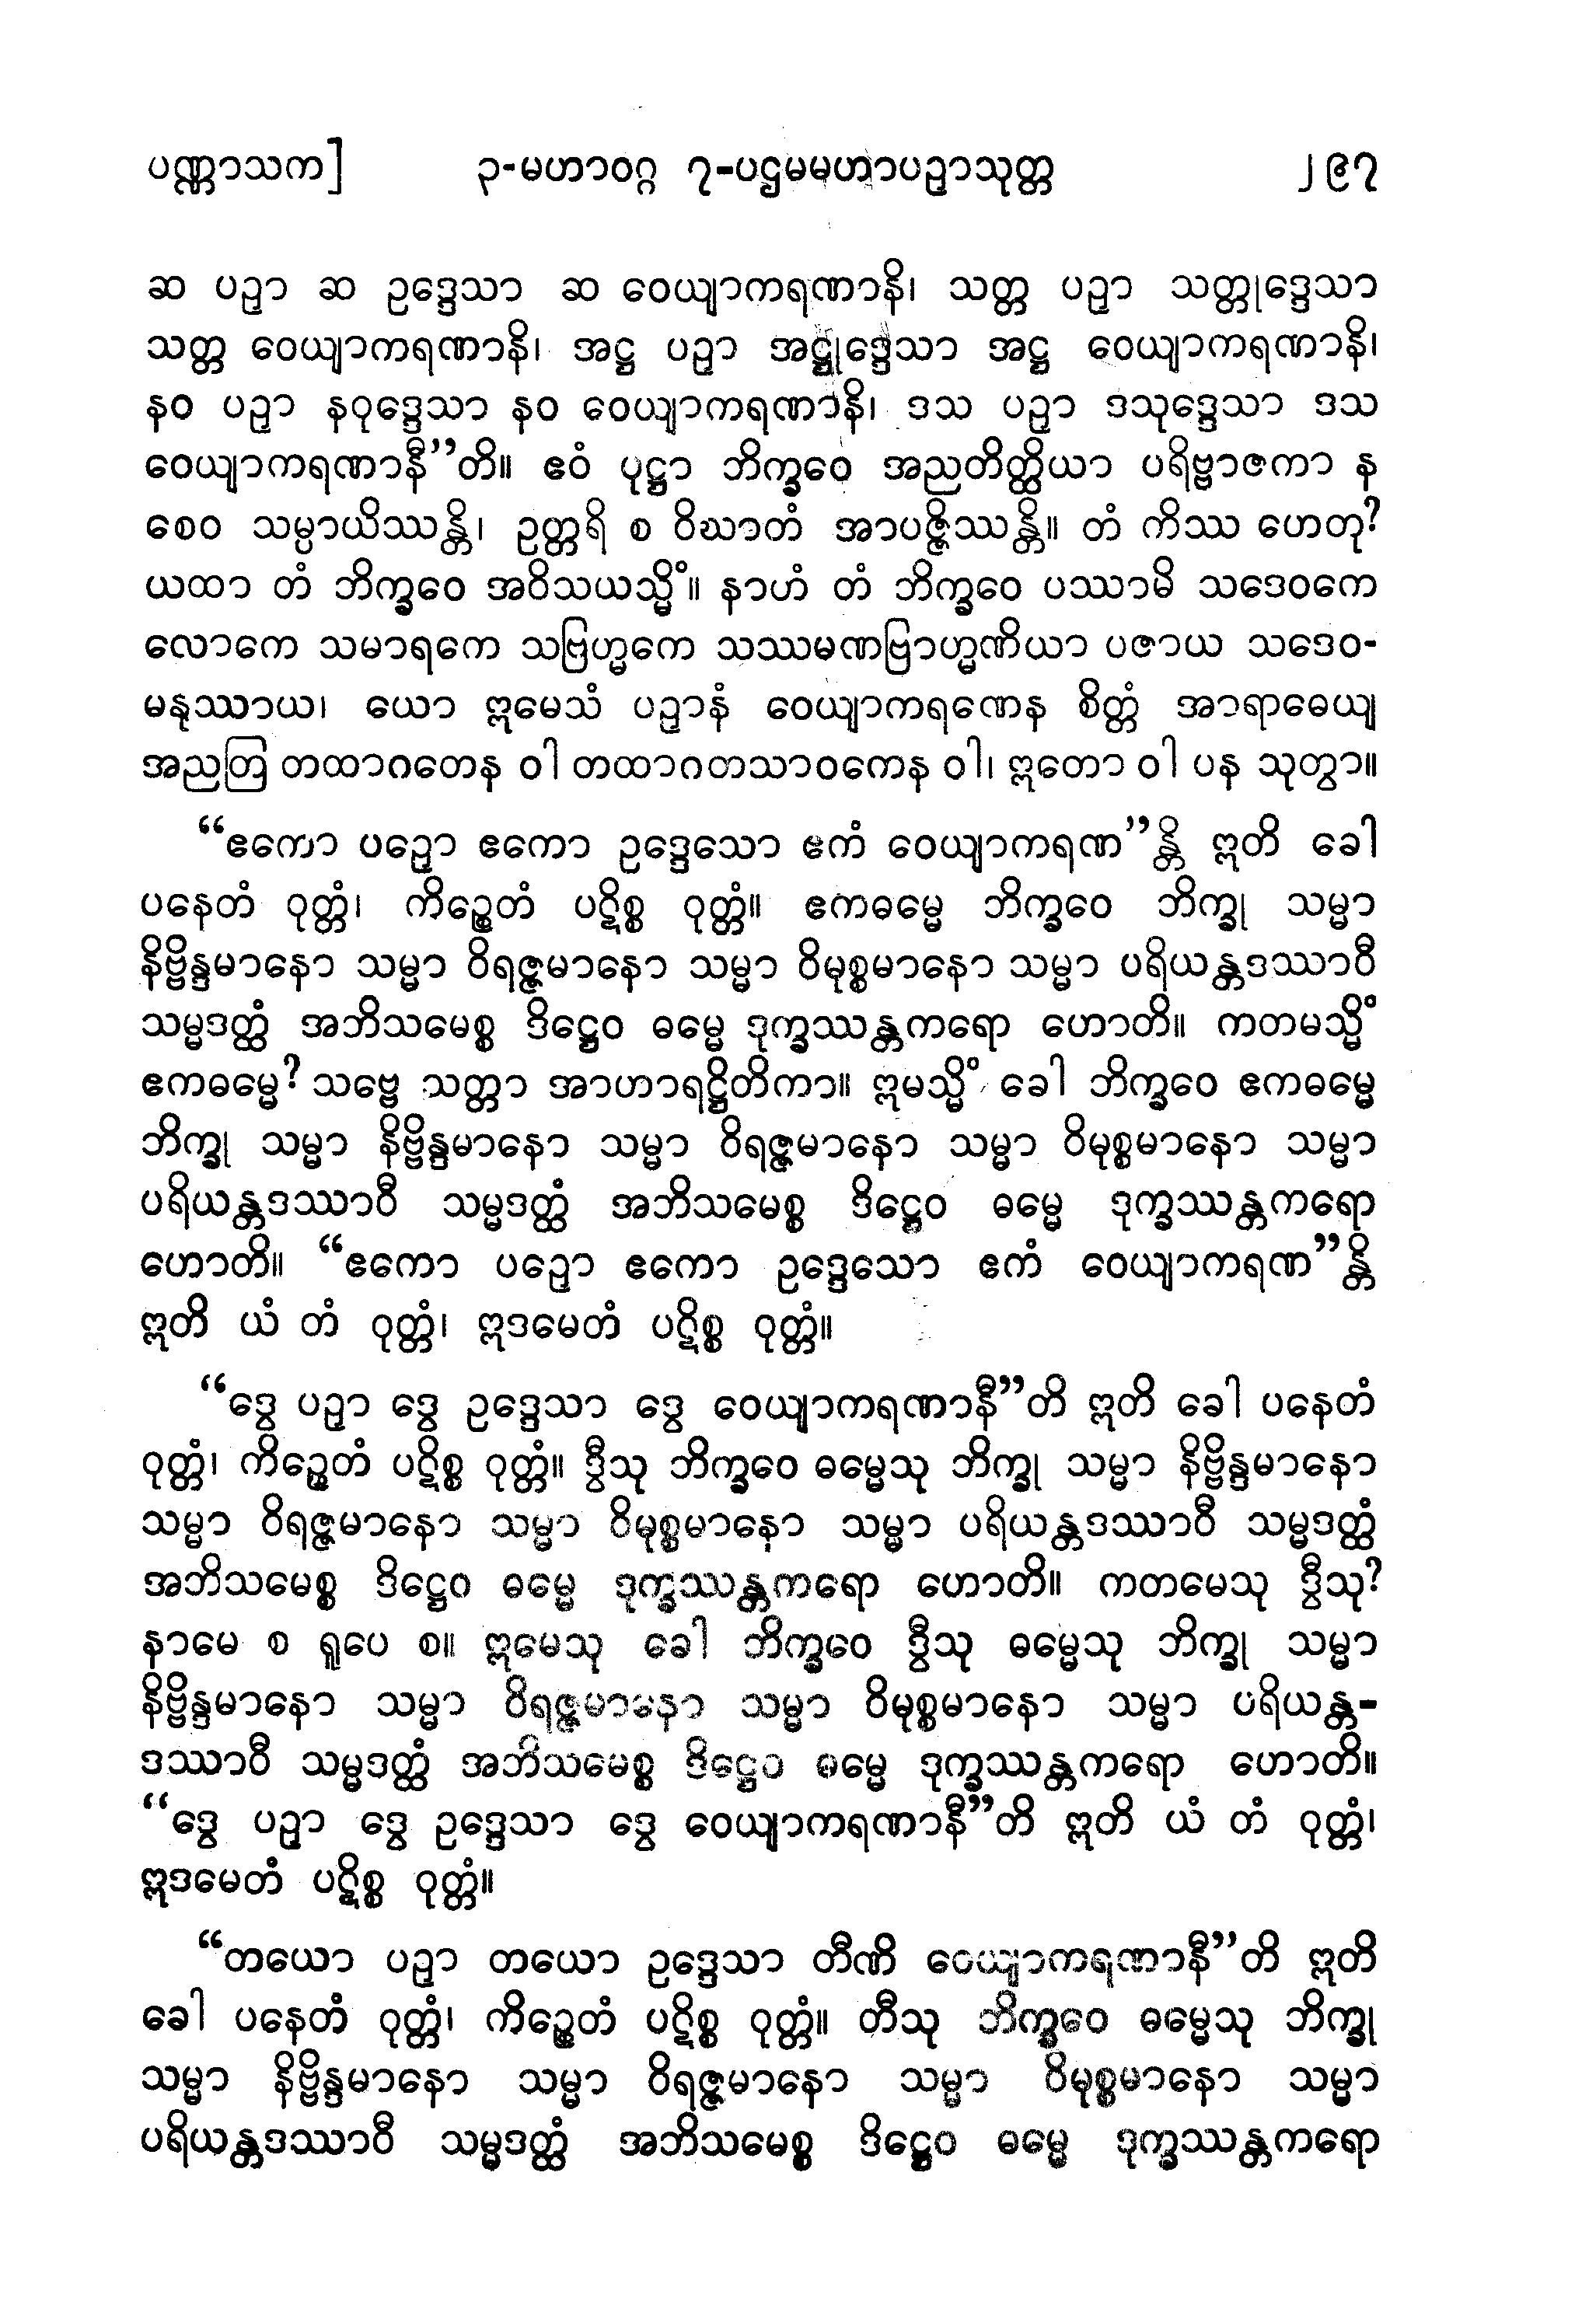 ပဏ္ဏာသက] ၃-မဟာဝဂ္ဂ ၇-ပဌမမဟာပဉှာသုတ္တ ၂၉၇
ဆ ပဉှာ ဆ ဥဒ္ဒေသာ ဆ ဝေယျာကရဏာနိ၊ သတ္တ ပဉှာ သတ္တုဒ္ဒေသာ
သတ္တ ဝေယျာကရဏာနိ၊ အဋ္ဌ ပဉှာ အဋ္ဌုဒ္ဒေသာ အဋ္ဌ ဝေယျာကရဏာနိ၊
နဝ ပဉှာ နဝုဒ္ဒေသာ နဝ ဝေယျာကရဏာနိ၊ ဒသ ပဉှာ ဒသုဒ္ဒေသာ ဒသ
ဝေယျာကရဏာနီ”တိ။ ဧဝံ ပုဋ္ဌာ ဘိက္ခဝေ အညတိတ္ထိယာ ပရိဗ္ဗာဇကာ န
စေဝ သမ္ပာယိဿန္တိ၊ ဥတ္တရိ စ ဝိဃာတံ အာပဇ္ဇိဿန္တိ။ တံ ကိဿ ဟေတု?
ယထာ တံ ဘိက္ခဝေ အဝိသယသ္မိံ။ နာဟံ တံ ဘိက္ခဝေ ပဿာမိ သဒေဝကေ
လောကေ သမာရကေ သဗြဟ္မကေ သဿမဏဗြာဟ္မဏိယာ ပဇာယ သဒေဝ-
မနုဿာယ၊ ယော ဣမေသံ ပဉှာနံ ဝေယျာကရဏေန စိတ္တံ အာရာဓေယျ
အညတြ တထာဂတေန ဝါ တထာဂတသာဝကေန ဝါ၊ ဣတော ဝါ ပန သုတွာ။
“ဧကော ပဉှော ဧကော ဥဒ္ဒေသော ဧကံ ဝေယျာကရဏ”န္တိ ဣတိ ခေါ
ပနေတံ ဝုတ္တံ၊ ကိဉ္စေတံ ပဋိစ္စ ဝုတ္တံ။ ဧကဓမ္မေ ဘိက္ခဝေ ဘိက္ခု သမ္မာ
နိဗ္ဗိန္ဒမာနော သမ္မာ ဝိရဇ္ဇမာနော သမ္မာ ဝိမုစ္စမာနော သမ္မာ ပရိယန္တဒဿာဝီ
သမ္မဒတ္ထံ အဘိသမေစ္စ ဒိဋ္ဌေဝ ဓမ္မေ ဒုက္ခဿန္တကရော ဟောတိ။ ကတမသ္မိံ
ဧကဓမ္မေ? သဗ္ဗေ သတ္တာ အာဟာရဋ္ဌိတိကာ။ ဣမသ္မိံ ခေါ ဘိက္ခဝေ ဧကဓမ္မေ
ဘိက္ခု သမ္မာ နိဗ္ဗိန္ဒမာနော သမ္မာ ဝိရဇ္ဇမာနော သမ္မာ ဝိမုစ္စမာနော သမ္မာ
ပရိယန္တဒဿာဝီ သမ္မဒတ္ထံ အဘိသမေစ္စ ဒိဋ္ဌေဝ ဓမ္မေ ဒုက္ခဿန္တကရော
ဟောတိ။ “ဧကော ပဉှော ဧကော ဥဒ္ဒေသော ဧကံ ဝေယျာကရဏ”န္တိ
ဣတိ ယံ တံ ဝုတ္တံ၊ ဣဒမေတံ ပဋိစ္စ ဝုတ္တံ။
“ဒွေ ပဉှာ ဒွေ ဥဒ္ဒေသာ ဒွေ ဝေယျာကရဏာနီ”တိ ဣတိ ခေါ ပနေတံ
ဝုတ္တံ၊ ကိဉ္စေတံ ပဋိစ္စ ဝုတ္တံ။ ဒွီသု ဘိက္ခဝေ ဓမ္မေသု ဘိက္ခု သမ္မာ နိဗ္ဗိန္ဒမာနော
သမ္မာ ဝိရဇ္ဇမာနော သမ္မာ ဝိမုစ္စမာနော သမ္မာ ပရိယန္တဒဿာဝီ သမ္မဒတ္ထံ
အဘိသမေစ္စ ဒိဋ္ဌေဝ ဓမ္မေ ဒုက္ခဿန္တကရော ဟောတိ။ ကတမေသု ဒွီသု?
နာမေ စ ရူပေ စ။ ဣမေသု ခေါ ဘိက္ခဝေ ဒွီသု ဓမ္မေသု ဘိက္ခု သမ္မာ
နိဗ္ဗိန္ဒမာနော သမ္မာ ဝိရဇ္ဇမာနော သမ္မာ ဝိမုစ္စမာနော သမ္မာ ပရိယန္တ-
ဒဿာဝီ သမ္မဒတ္ထံ အဘိသမေစ္စ ဒိဋ္ဌေဝ ဓမ္မေ ဒုက္ခဿန္တကရော ဟောတိ။
“ဒွေ ပဉှာ ဒွေ ဥဒ္ဒေသာ ဒွေ ဝေယျာကရဏာနီ”တိ ဣတိ ယံ တံ ဝုတ္တံ၊
ဣဒမေတံ ပဋိစ္စ ဝုတ္တံ။
“တယော ပဉှာ တယော ဥဒ္ဒေသာ တီဏိ ဝေယျာကရဏာနီ”တိ ဣတိ
ခေါ ပနေတံ ဝုတ္တံ၊ ကိဉ္စေတံ ပဋိစ္စ ဝုတ္တံ။ တီသု ဘိက္ခဝေ ဓမ္မေသု ဘိက္ခု
သမ္မာ နိဗ္ဗိန္ဒမာနော သမ္မာ ဝိရဇ္ဇမာနော သမ္မာ ဝိမုစ္စမာနော သမ္မာ
ပရိယန္တဒဿာဝီ သမ္မဒတ္ထံ အဘိသမေစ္စ ဒိဋ္ဌေဝ ဓမ္မေ ဒုက္ခဿန္တကရော